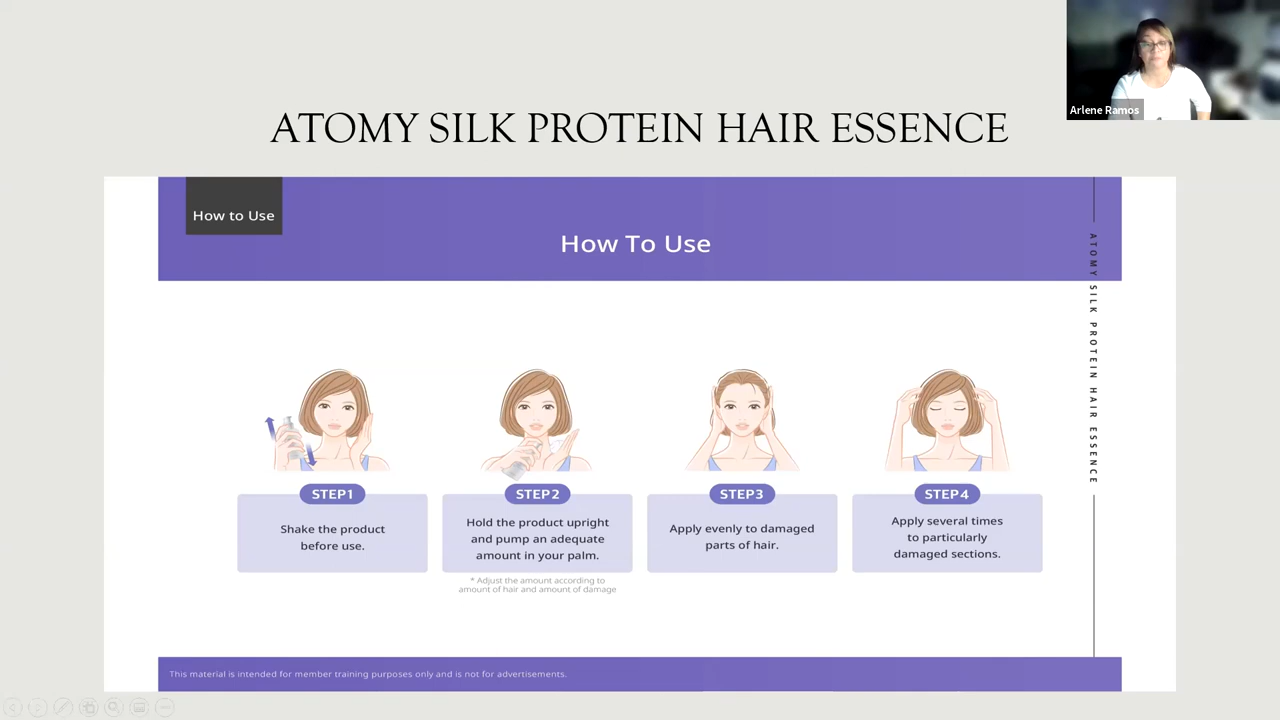 Arlene Ramos
ATOMY SILK PROTEIN HAIR ESSENCE
How to Use
How To Use
ATOMY SILK PROTEIN HAIR ESSENCE
STEP1
Shake the product
before use.
STEP2
Hold the product upright
and pump an adequate
amount in your palm.
* Adjust the amount according to
amount of hair and amount of damage
STEP3
Apply evenly to damaged
parts of hair.
STEP4
Apply several times
to particularly
damaged sections.
This material is intended for member training purposes only and is not for advertisements.